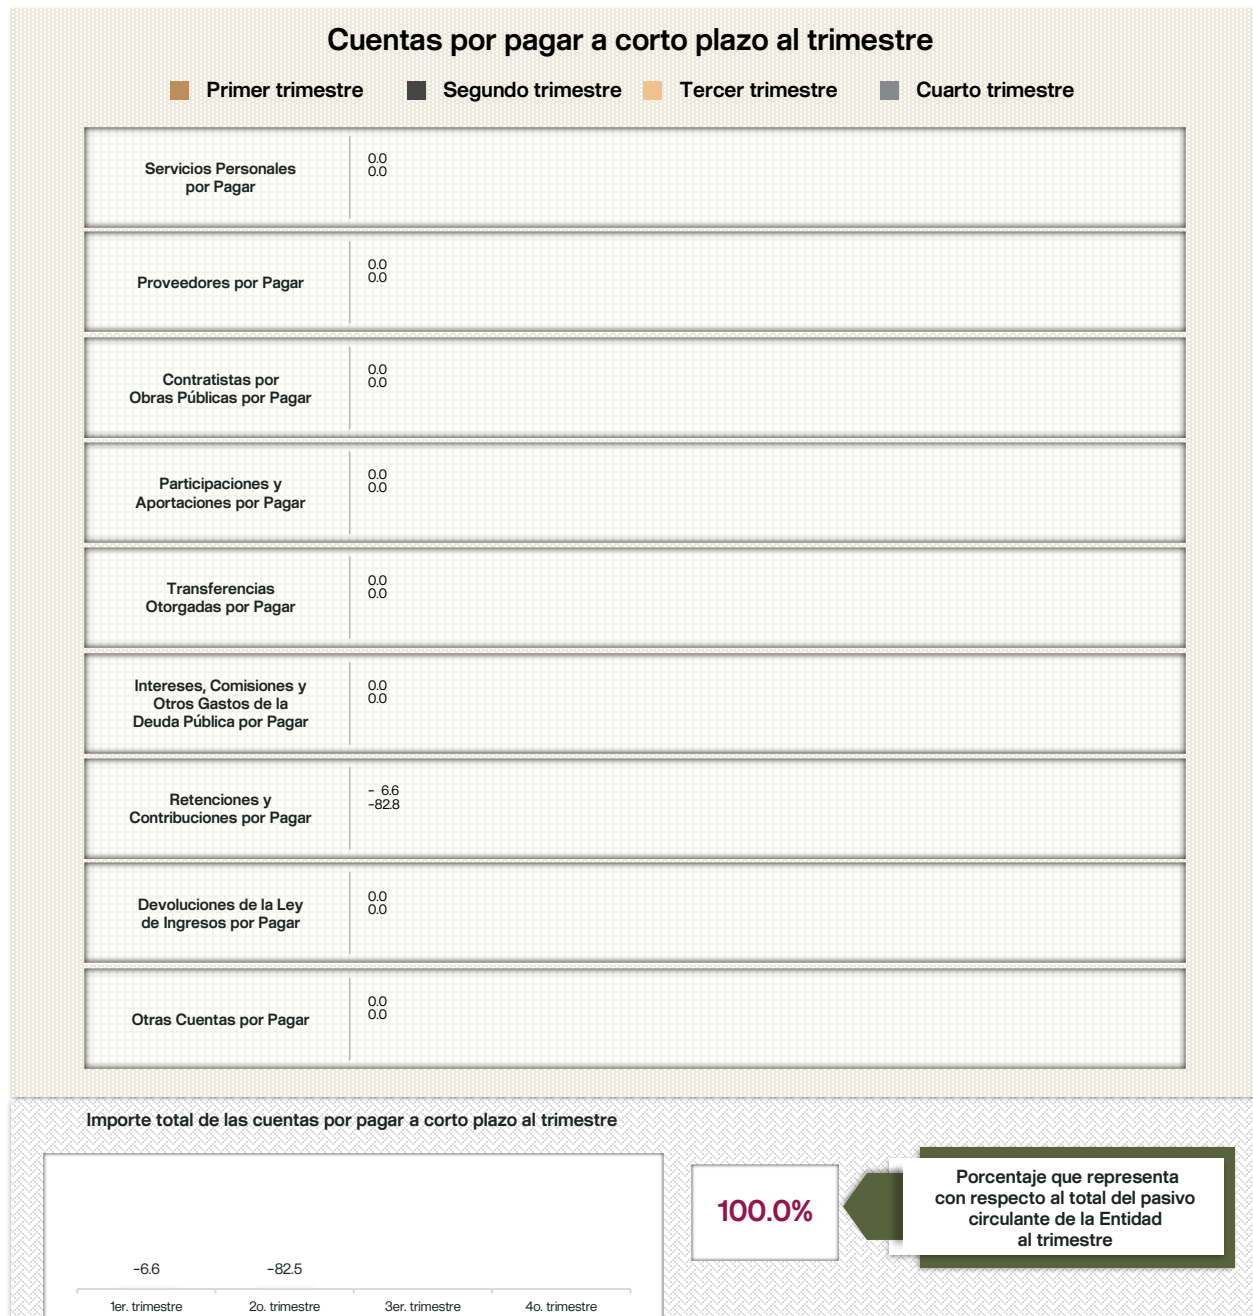 Cuentas por pagar a corto plazo al trimestre
Primer trimestre Segundo trimestre Tercer trimestre Cuarto trimestre
Servicios Personales
por Pagar
0.0
0.0
Proveedores por Pagar
0.0
0.0
Contratistas por
Obras Públicas por Pagar
0.0
0.0
Participaciones y
Aportaciones por Pagar
0.0
0.0
Transferencias
Otorgadas por Pagar
0.0
0.0
Intereses, Comisiones y
Otros Gastos de la
Deuda Pública por Pagar
0.0
0.0
Retenciones y
Contribuciones por Pagar
- 6.6
-82.8
Devoluciones de la Ley
de Ingresos por Pagar
0.0
0.0
Otras Cuentas por Pagar
0.0
0.0
Importe total de las cuentas por pagar a corto plazo al trimestre
-6.6 -82.5
1er. trimestre 2o. trimestre 3er. trimestre 4o. trimestre
100.0%
Porcentaje que representa
con respecto al total del pasivo
circulante de la Entidad
al trimestre